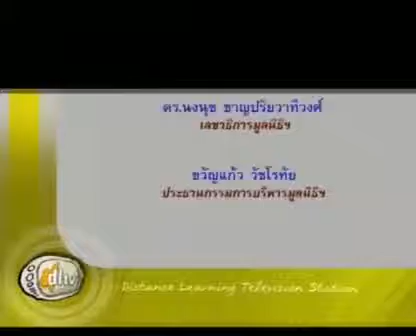 ดร.นงนุช ชาญปริยวาทีวงศ์
เลขาธิการมูลนิธิฯ
ขวัญแก้ว วัชโรทัย
ประธานกรรมการบริหารมูลนิธิฯ
dltv
Distance Learning Television Station